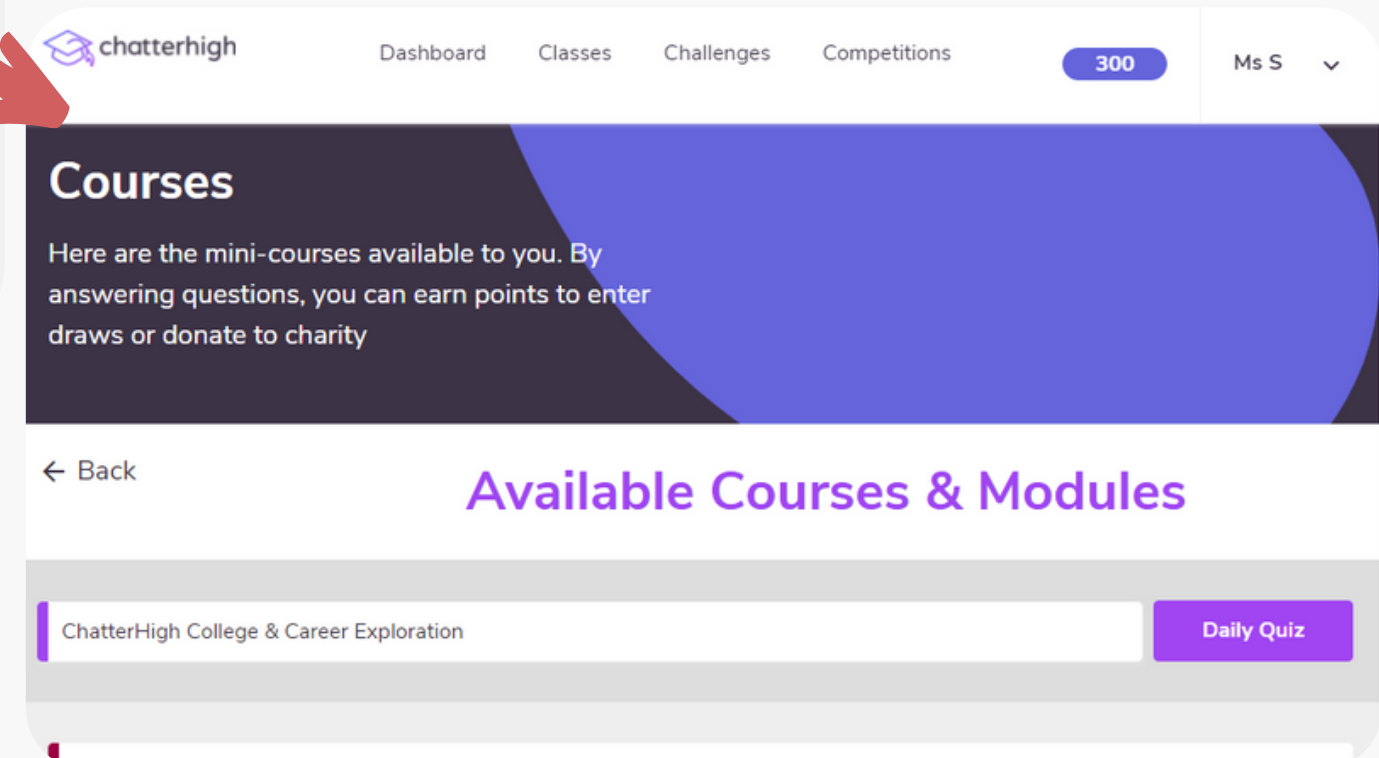 chatterhigh
Dashboard Classes Challenges Competitions 300 Ms S
Courses
Here are the mini-courses available to you. By
answering questions, you can earn points to enter
draws or donate to charity
← Back
Available Courses & Modules
ChatterHigh College & Career Exploration
Daily Quiz